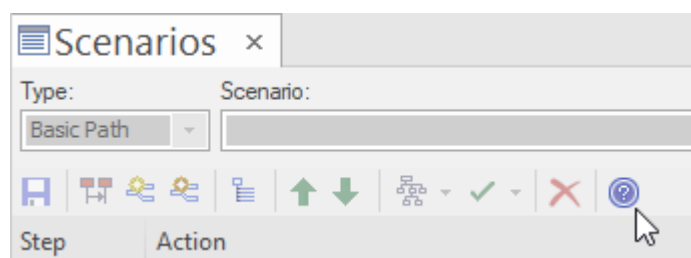 Scenarios ×
Type: Scenario:
Basic Path
?
Step Action